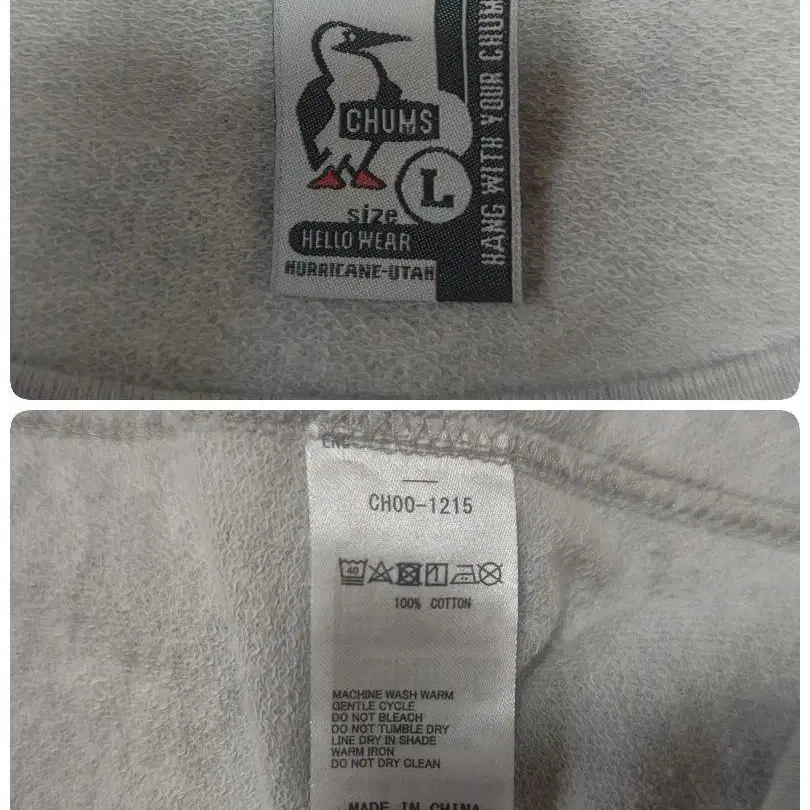 CHUMS
L
size
HELLO WEAR
HURRICANE-UTAH
HANG WITH YOUR CHUM
ENG
CH00-1215
40
100% COTTON
MACHINE WASH WARM
GENTLE CYCLE
DO NOT BLEACH
DO NOT TUMBLE DRY
LINE DRY IN SHADE
WARM IRON
DO NOT DRY CLEAN
MADE IN CHINA